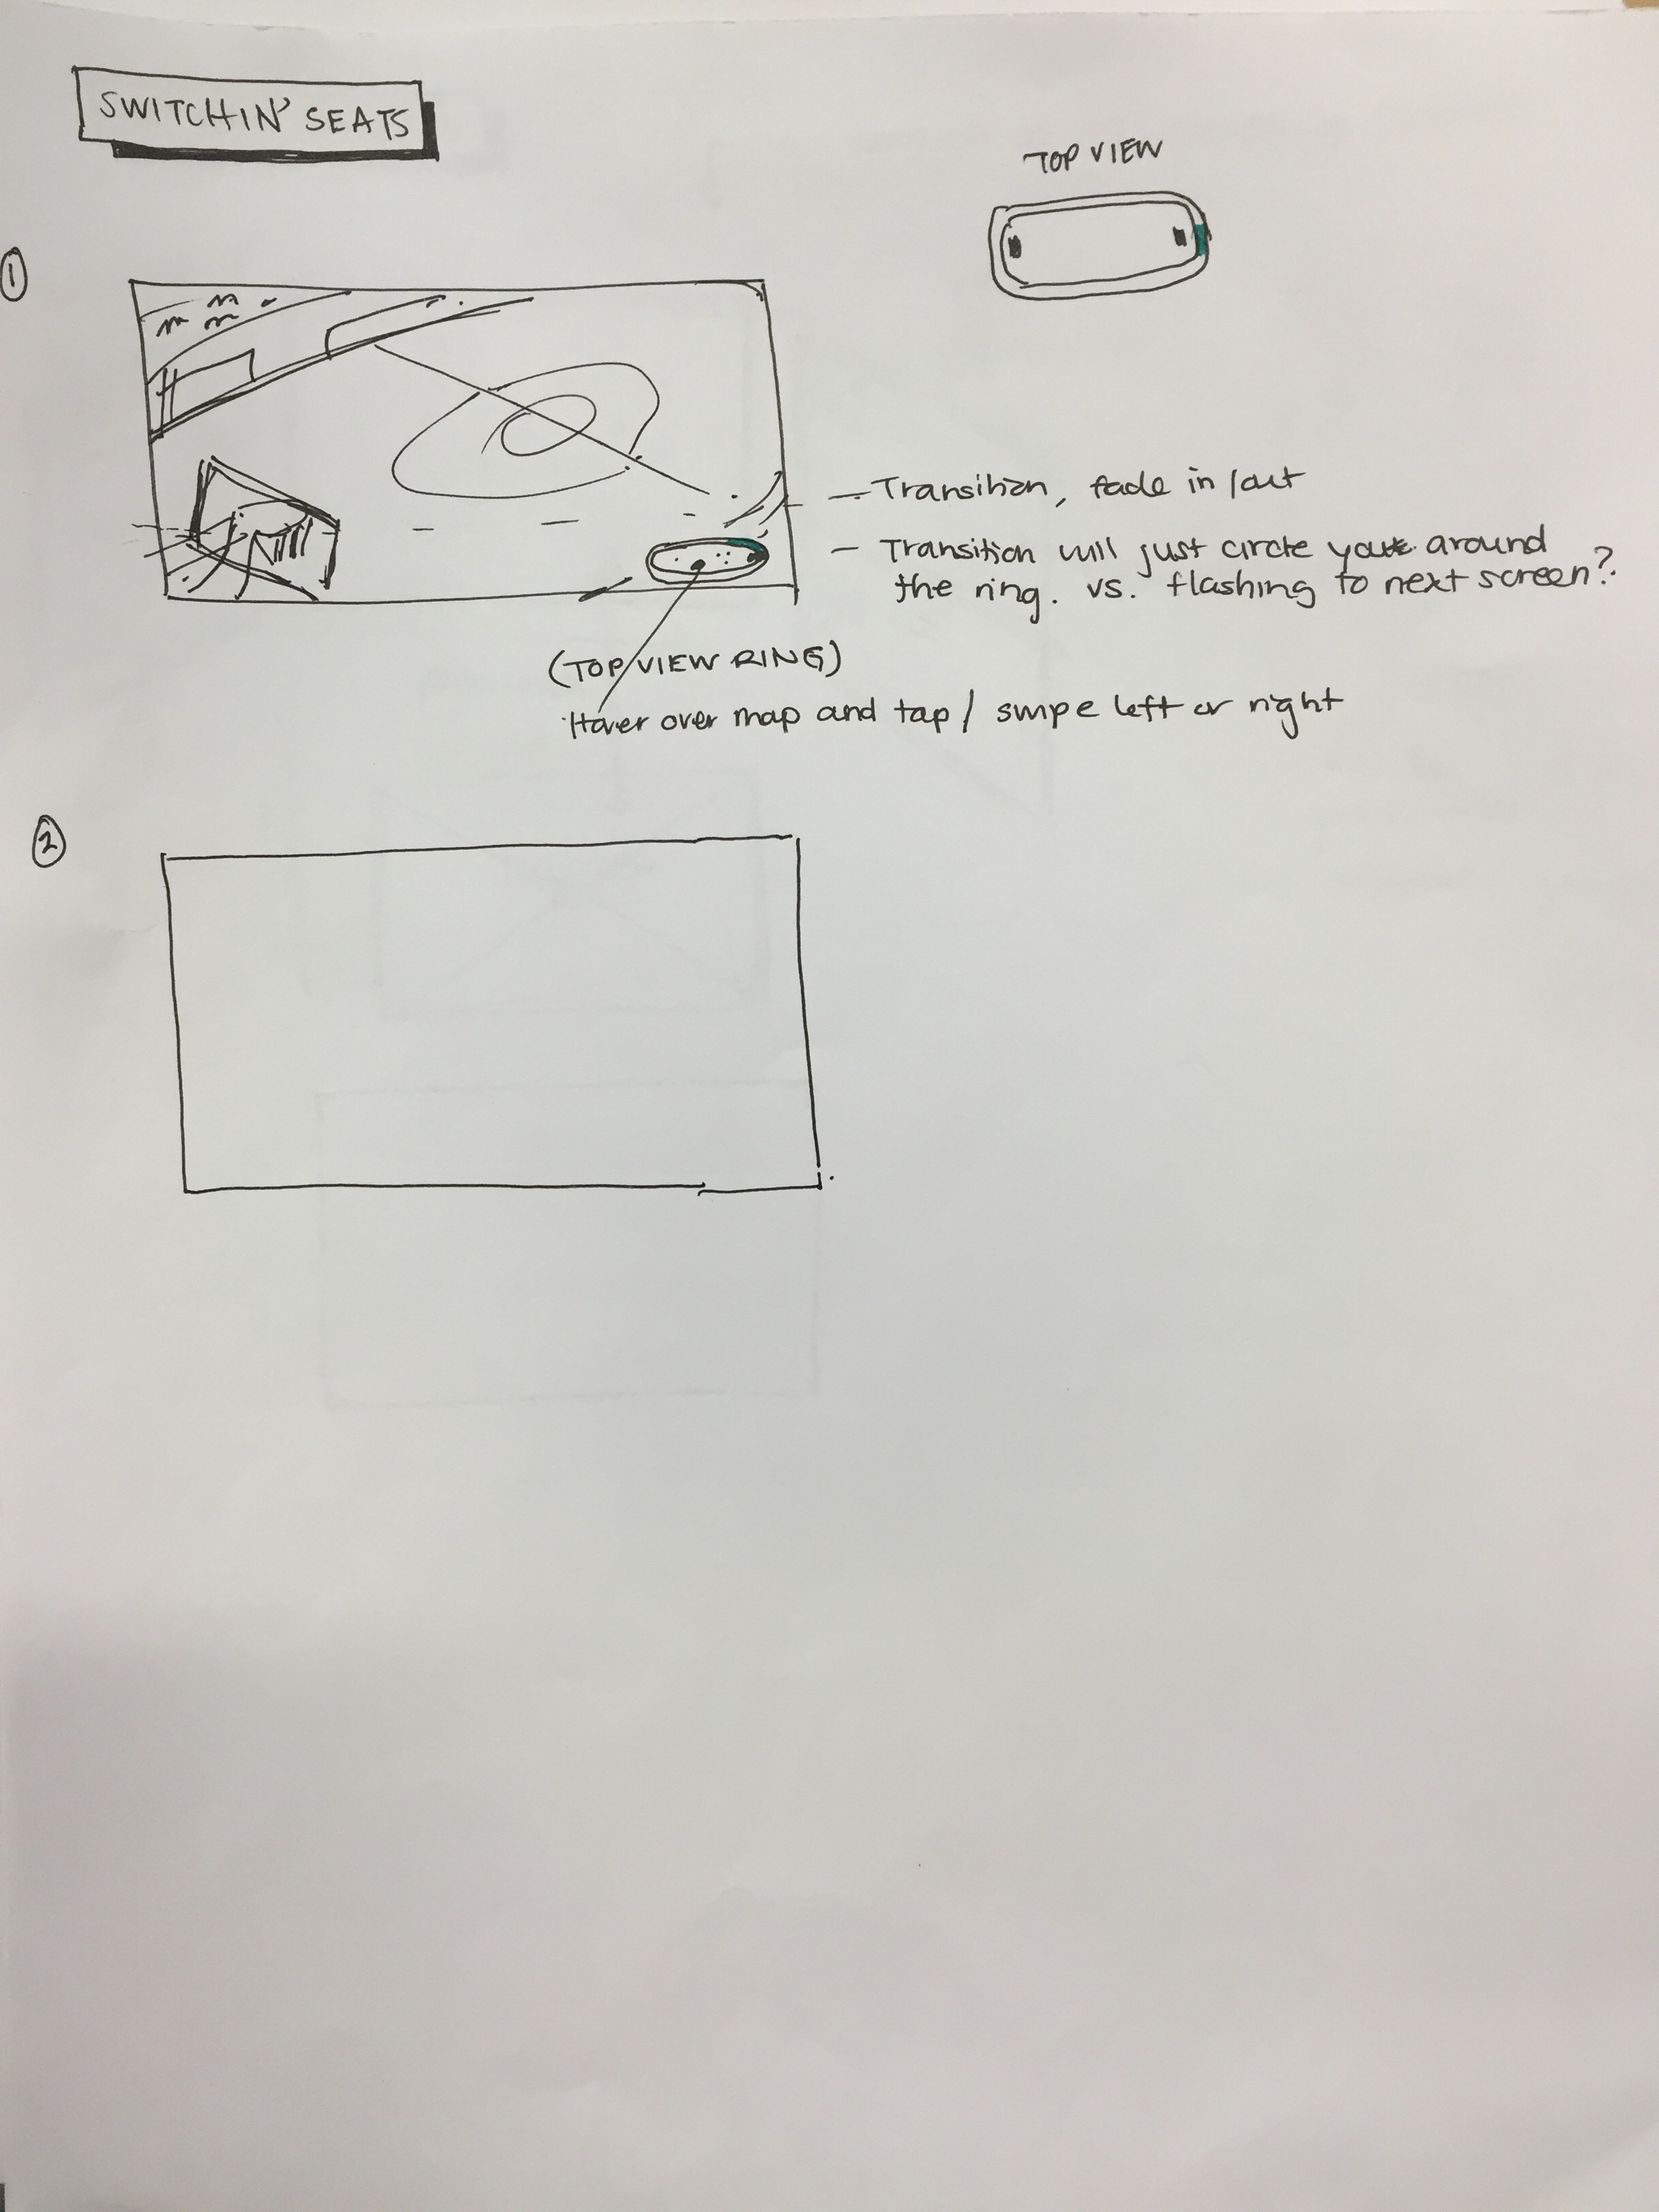 SWITCHIN' SEATS
TOP VIEW
1
— Transition, fade in/out
— Transition will just circle you around
the ring. vs. flashing to next screen?
(TOP VIEW RING)
Hover over map and tap / swipe left or right
2